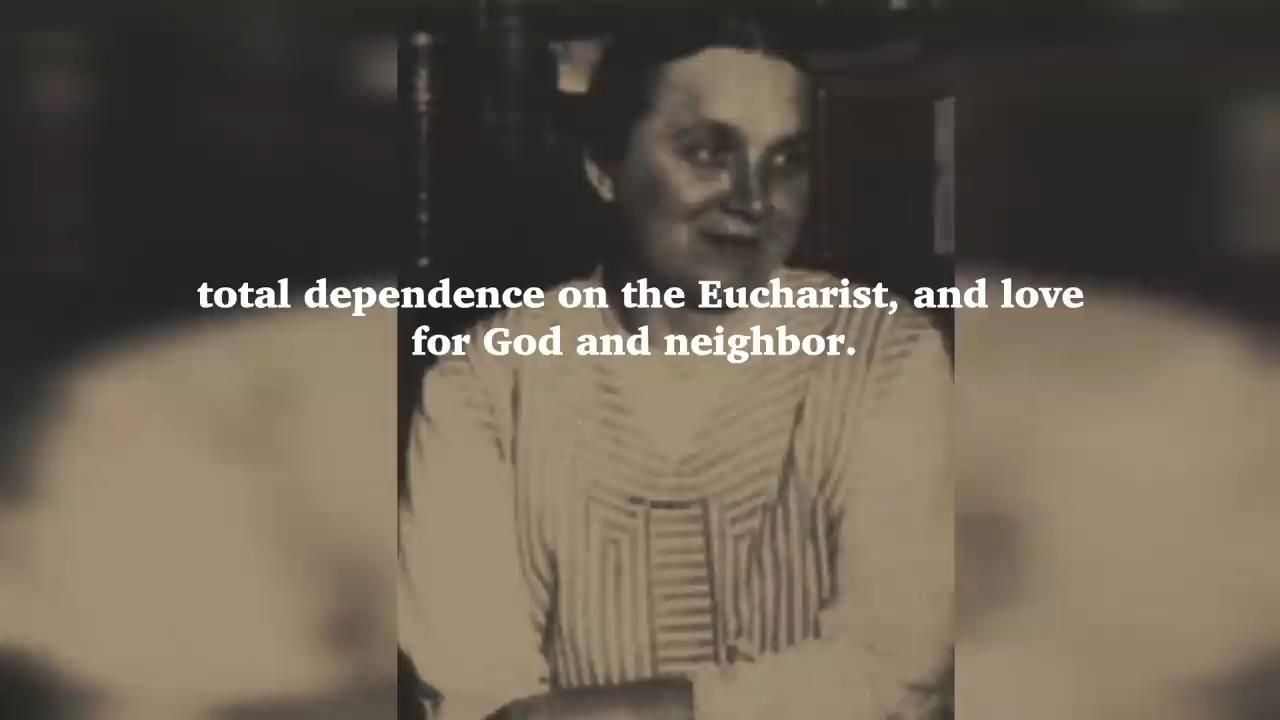 total dependence on the Eucharist, and love
for God and neighbor.